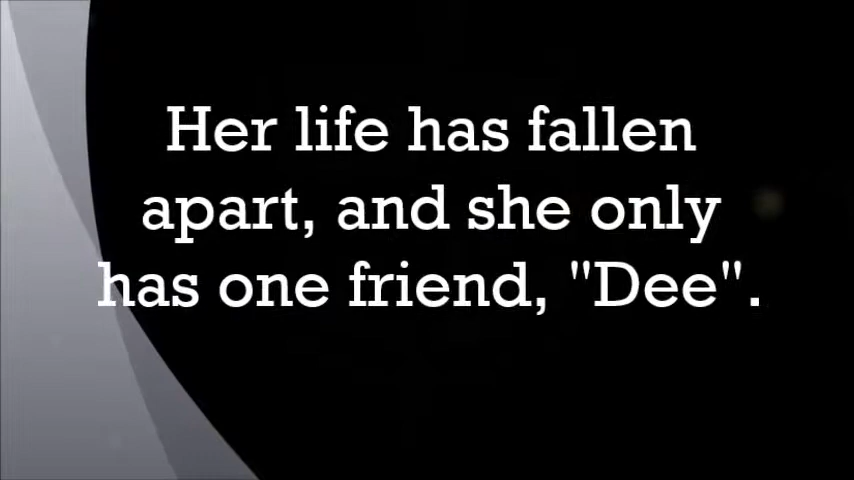 Her life has fallen
apart, and she only
has one friend, "Dee".